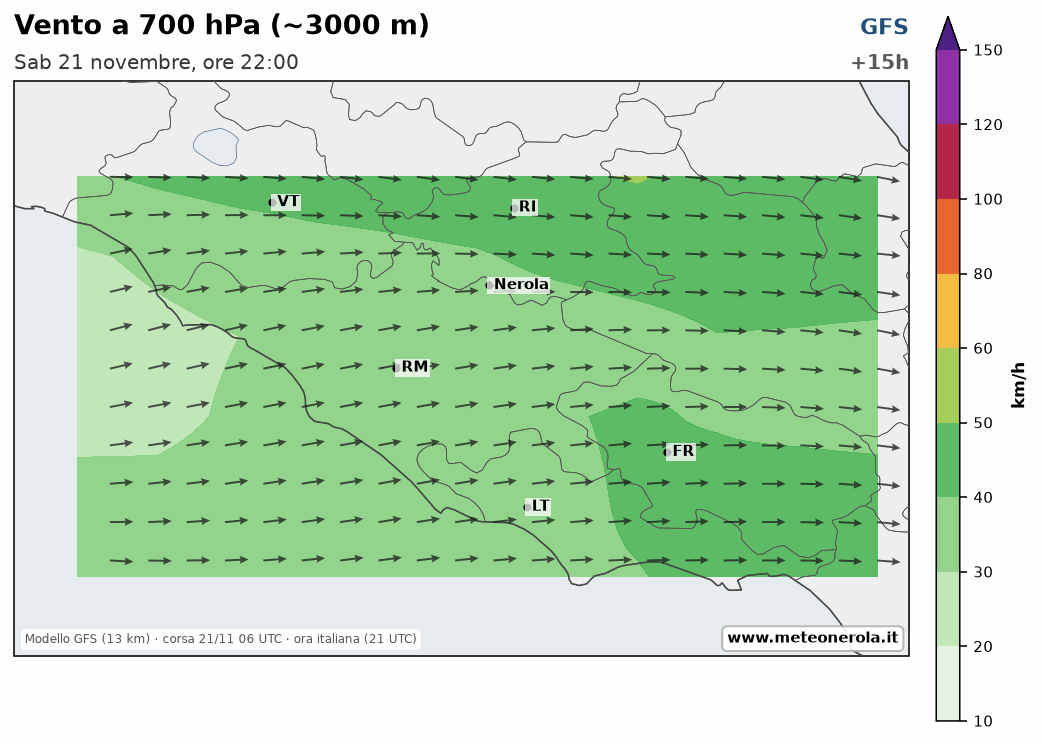 Vento a 700 hPa (~3000 m)
GFS
Sab 21 novembre, ore 22:00
+15h
VT
RI
Nerola
RM
FR
LT
150
120
100
80
60
50
40
30
20
10
km/h
Modello GFS (13 km) · corsa 21/11 06 UTC · ora italiana (21 UTC)
www.meteonerola.it